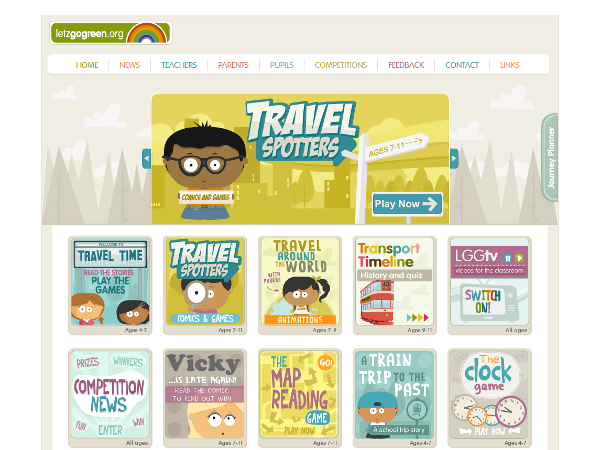 letzgogreen.org
HOME NEWS TEACHERS PARENTS PUPILS COMPETITIONS FEEDBACK CONTACT LINKS
TRAVEL
SPOTTERS
AGES 7-11
COMICS AND GAMES
Play Now
Journey Planner
WELCOME TO
TRAVEL TIME
READ THE STORIES
PLAY THE
GAMES
Ages 4-7
TRAVEL
SPOTTERS
COMICS & GAMES
Ages 7-11
TRAVEL
AROUND
THE WORLD
WITH
PHOEBE
ANIMATIONS
Ages 7-9
Transport
Timeline
History and quiz
Ages 9-11
LGGtv
videos for the classroom
SWITCH
ON!
All ages
PRIZES WINNERS
COMPETITION
NEWS
FUN ENTER WIN
All ages
Vicky
...IS LATE AGAIN!
READ THE COMIC
TO FIND OUT WHY
Ages 7-11
THE
MAP
READING
GAME
GO!
PLAY NOW
Ages 7-11
A TRAIN
TRIP TO THE
PAST
A school trip story
Ages 4-7
The
clock
game
PLAY NOW
Ages 4-7